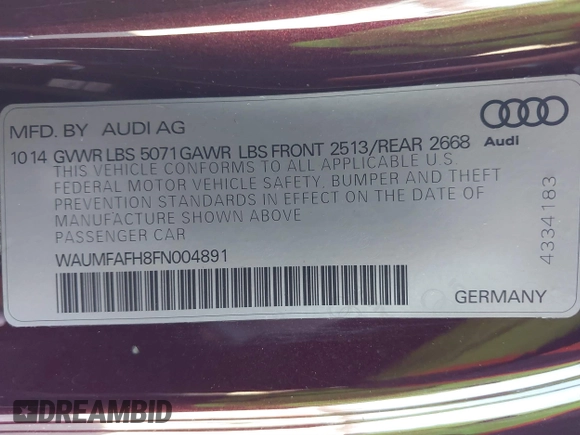 MFD. BY AUDI AG
Audi
1014 GVWR LBS 5071 GAWR LBS FRONT 2513/REAR 2668
THIS VEHICLE CONFORMS TO ALL APPLICABLE U.S.
FEDERAL MOTOR VEHICLE SAFETY, BUMPER AND THEFT
PREVENTION STANDARDS IN EFFECT ON THE DATE OF
MANUFACTURE SHOWN ABOVE
PASSENGER CAR
WAUMFAFH8FN004891
GERMANY
4334183
DREAMBID